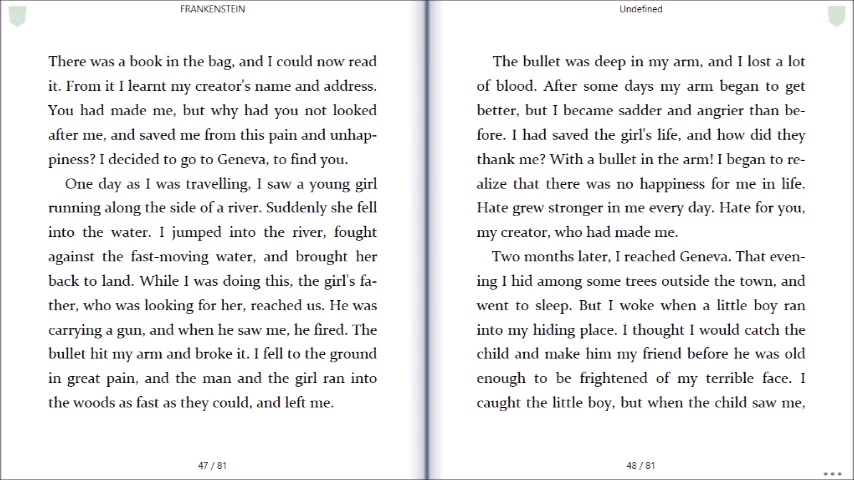 FRANKENSTEIN
There was a book in the bag, and I could now read
it. From it I learnt my creator's name and address.
You had made me, but why had you not looked
after me, and saved me from this pain and unhap-
piness? I decided to go to Geneva, to find you.
One day as I was travelling, I saw a young girl
running along the side of a river. Suddenly she fell
into the water. I jumped into the river, fought
against the fast-moving water, and brought her
back to land. While I was doing this, the girl's fa-
ther, who was looking for her, reached us. He was
carrying a gun, and when he saw me, he fired. The
bullet hit my arm and broke it. I fell to the ground
in great pain, and the man and the girl ran into
the woods as fast as they could, and left me.
47 / 81
Undefined
The bullet was deep in my arm, and I lost a lot
of blood. After some days my arm began to get
better, but I became sadder and angrier than be-
fore. I had saved the girl's life, and how did they
thank me? With a bullet in the arm! I began to re-
alize that there was no happiness for me in life.
Hate grew stronger in me every day. Hate for you,
my creator, who had made me.
Two months later, I reached Geneva. That even-
ing I hid among some trees outside the town, and
went to sleep. But I woke when a little boy ran
into my hiding place. I thought I would catch the
child and make him my friend before he was old
enough to be frightened of my terrible face. I
caught the little boy, but when the child saw me,
48 / 81